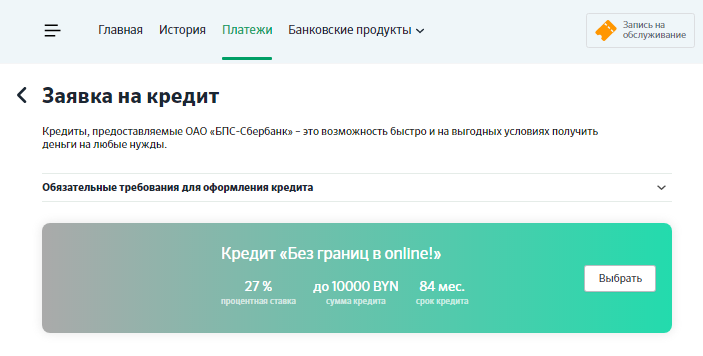 Главная История Платежи Банковские продукты
Запись на
обслуживание
Заявка на кредит
Кредиты, предоставляемые ОАО «БПС-Сбербанк» – это возможность быстро и на выгодных условиях получить
деньги на любые нужды.
Обязательные требования для оформления кредита
Кредит «Без границ в online!»
27 % до 10000 BYN 84 мес.
процентная ставка сумма кредита срок кредита
Выбрать